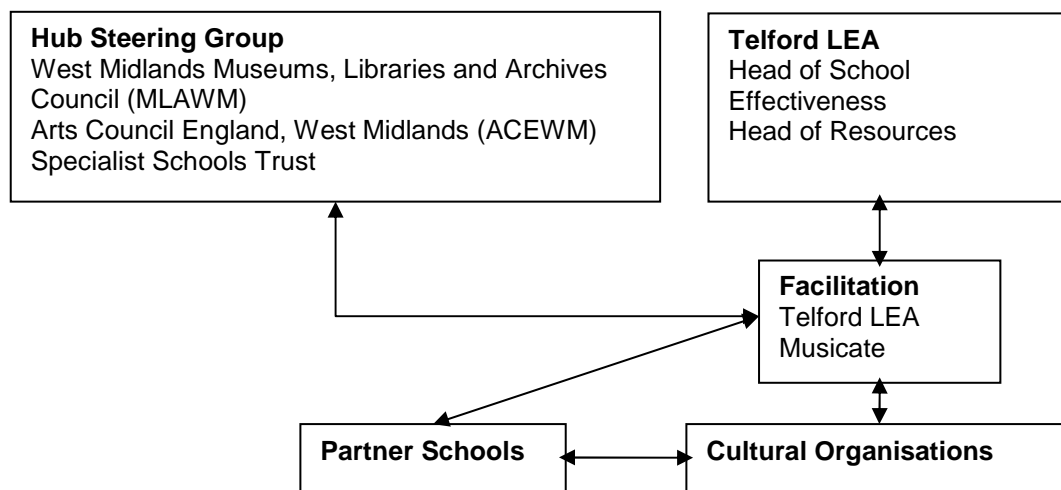 Hub Steering Group
West Midlands Museums, Libraries and Archives
Council (MLAWM)
Arts Council England, West Midlands (ACEWM)
Specialist Schools Trust
Telford LEA
Head of School
Effectiveness
Head of Resources
Facilitation
Telford LEA
Musicate
Partner Schools
Cultural Organisations